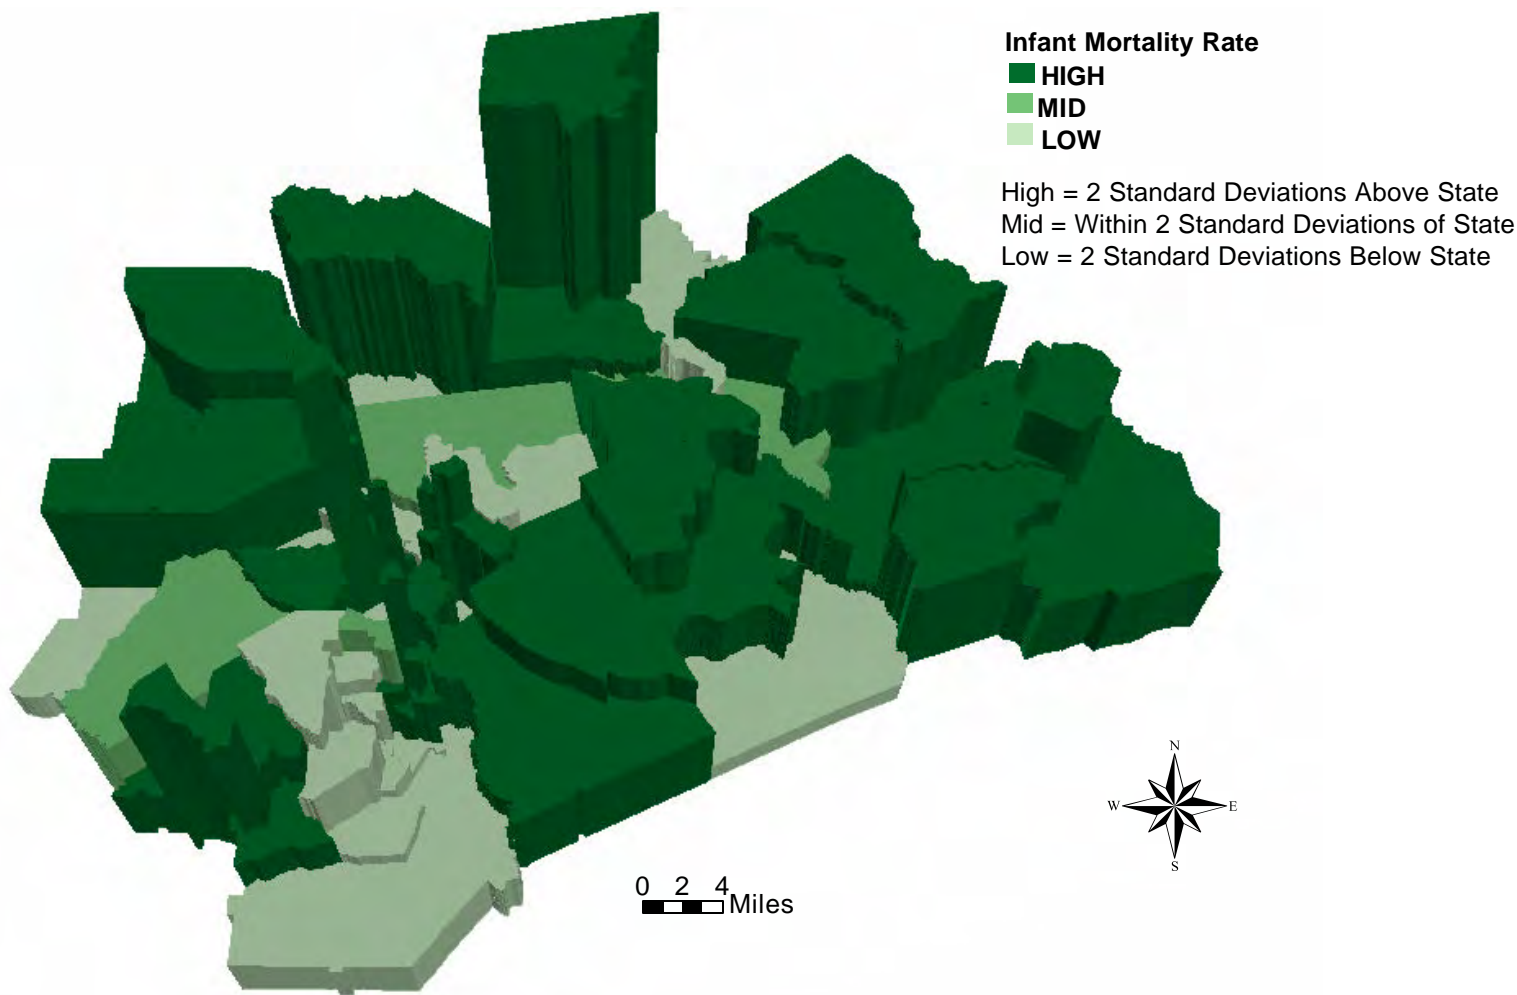 Infant Mortality Rate
HIGH
MID
LOW
High = 2 Standard Deviations Above State
Mid = Within 2 Standard Deviations of State
Low = 2 Standard Deviations Below State
N
W E
S
0 2 4
Miles